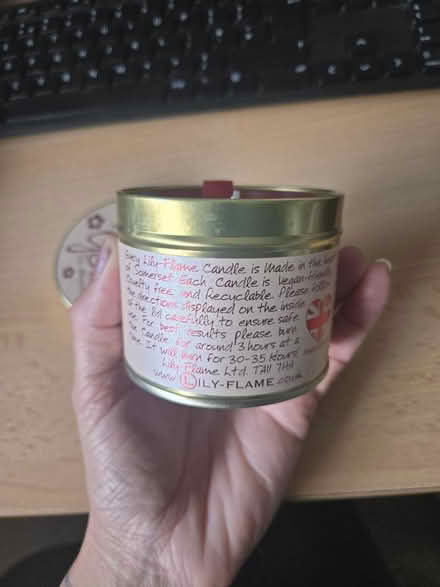 Every Lily-Flame Candle is Made in the heart
of Somerset. Each Candle is vegan-friendly,
Cruelty Free and Recyclable. Please follow
the directions displayed on the inside
of the lid carefully to ensure safe
use. For best results please burn
the Candle for around 3 hours at a
time. It will burn for 30-35 Hours!
Lily Flame Ltd. TA11 7HA
www.LILY-FLAME.co.uk